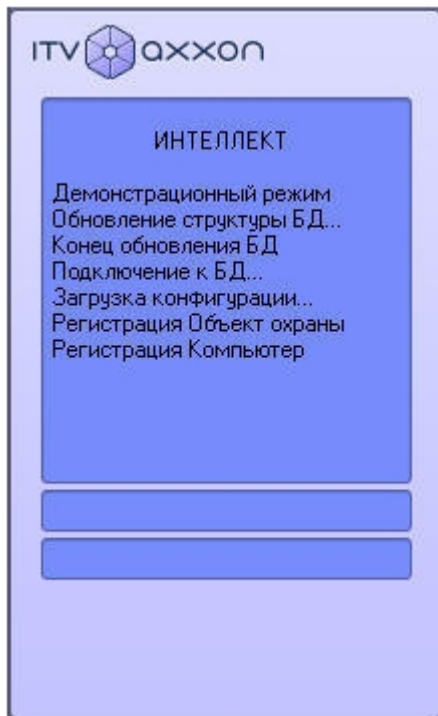 ITV axxon
ИНТЕЛЛЕКТ
Демонстрационный режим
Обновление структуры БД...
Конец обновления БД
Подключение к БД...
Загрузка конфигурации...
Регистрация Объект охраны
Регистрация Компьютер